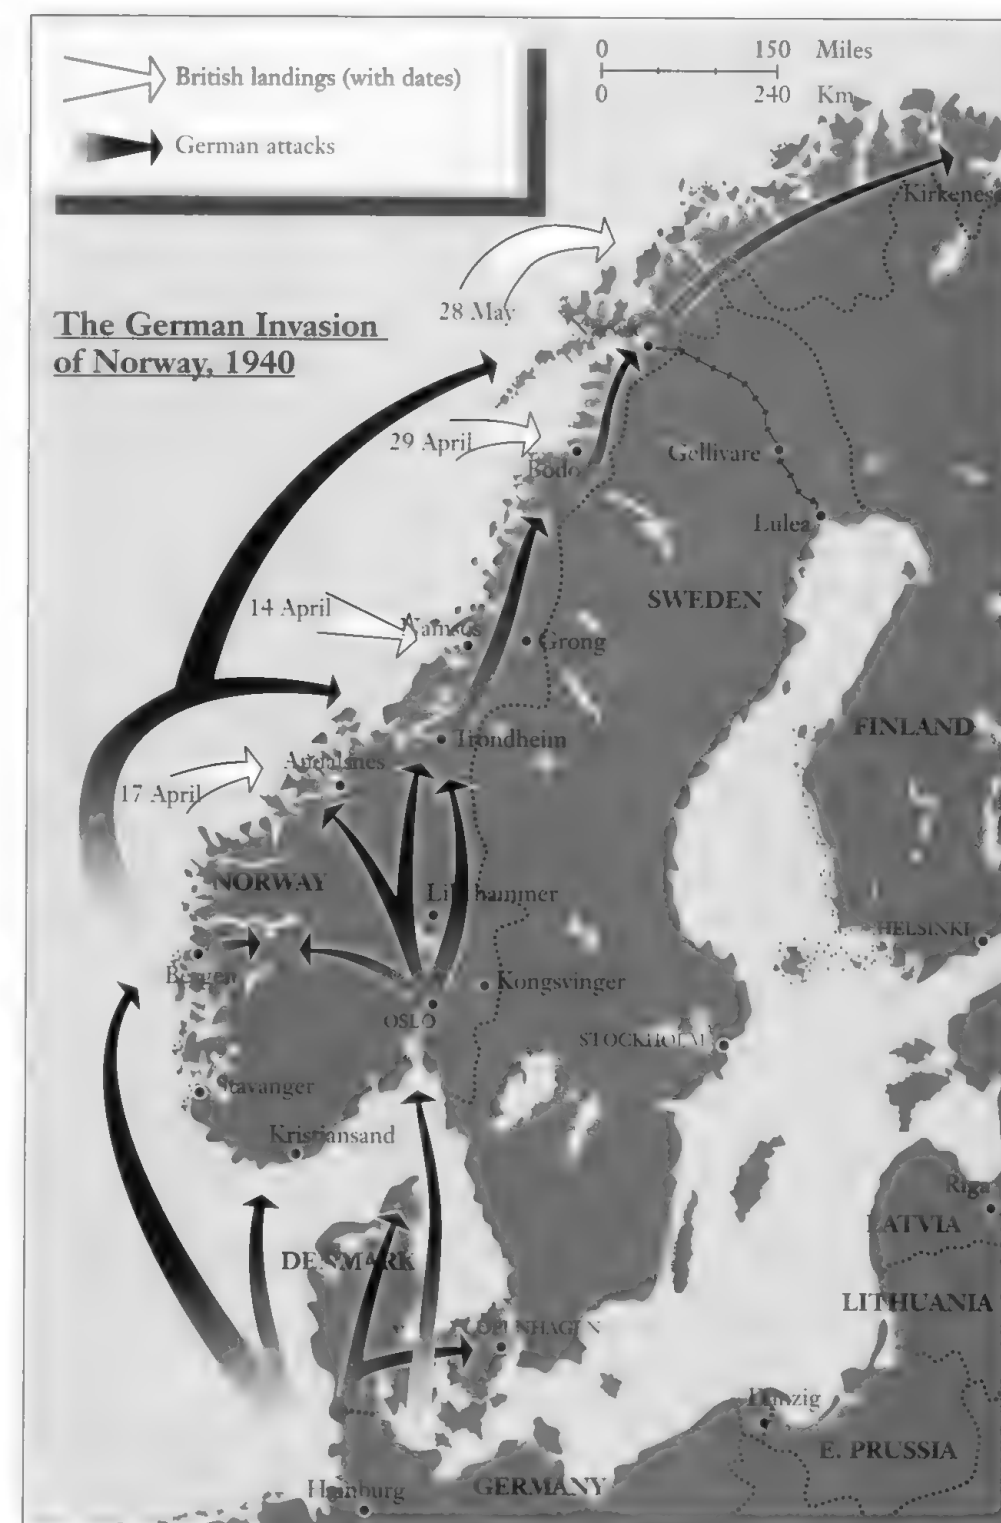 0 150 Miles
0 240 Km
British landings (with dates)
German attacks
Kirkenes
28 May
The German Invasion
of Norway, 1940
29 April
Bodo
Gellivare
Lulea
SWEDEN
14 April
Namsos
Grong
FINLAND
Trondheim
Andalsnes
17 April
NORWAY
Lillehammer
HELSINKI
Bergen
Kongsvinger
OSLO
STOCKHOLM
Stavanger
Kristiansand
Riga
LATVIA
DENMARK
LITHUANIA
COPENHAGEN
Danzig
E. PRUSSIA
GERMANY
Hamburg